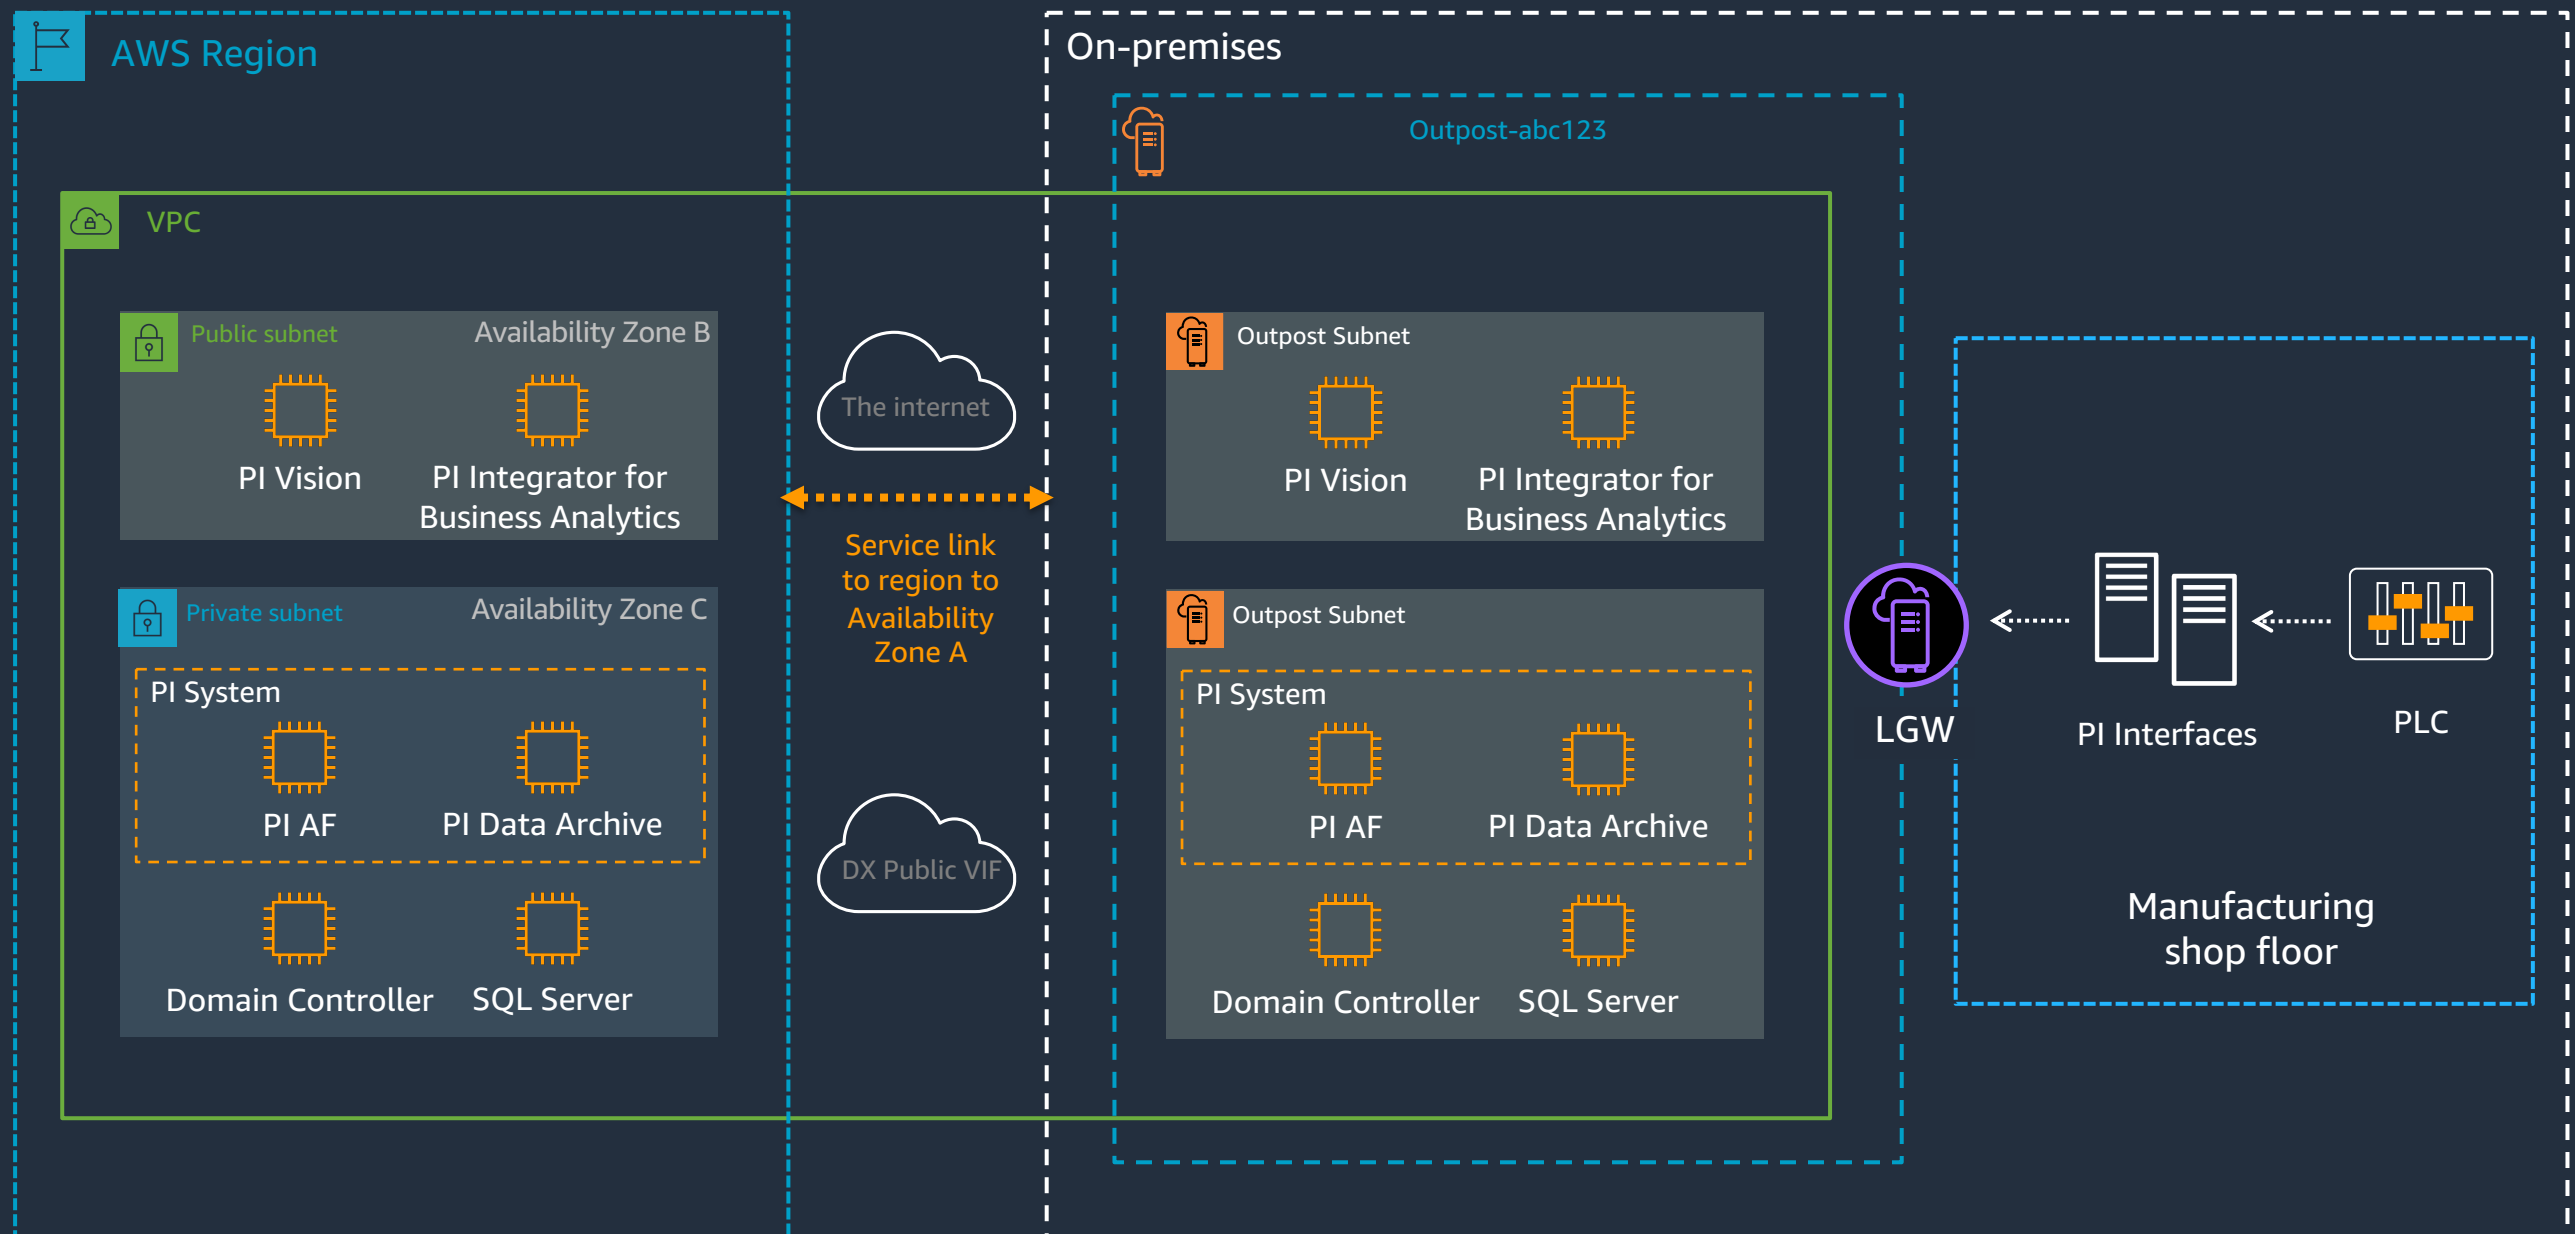 AWS Region
VPC
Public subnet
Availability Zone B
PI Vision
PI Integrator for
Business Analytics
Private subnet
Availability Zone C
PI System
PI AF
PI Data Archive
Domain Controller
SQL Server
The internet
Service link
to region to
Availability
Zone A
DX Public VIF
On-premises
Outpost-abc123
Outpost Subnet
PI Vision
PI Integrator for
Business Analytics
Outpost Subnet
PI System
PI AF
PI Data Archive
Domain Controller
SQL Server
LGW
PI Interfaces
PLC
Manufacturing
shop floor